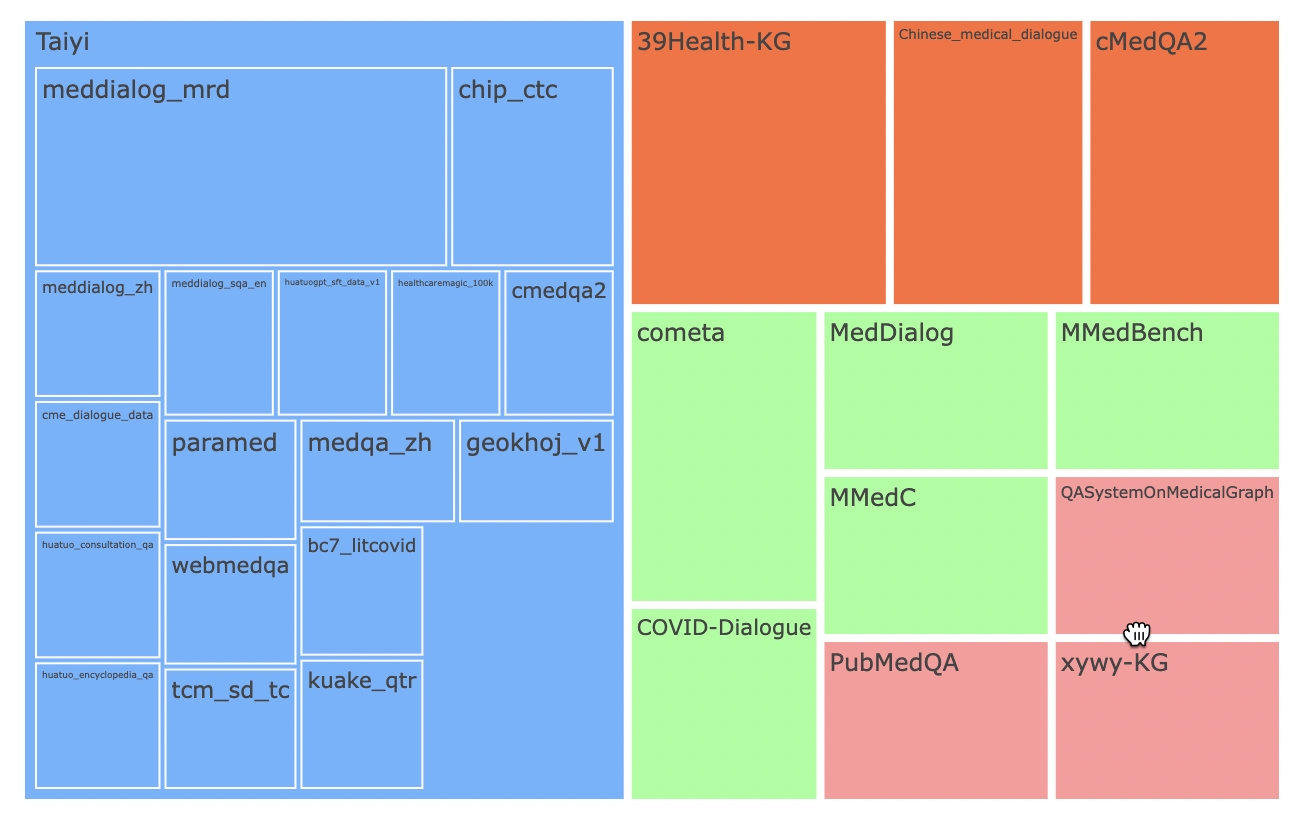 Taiyi
meddialog_mrd
chip_ctc
meddialog_zh
meddialog_sqa_en
huatuogpt_sft_data_v1
healthcaremagic_100k
cmedqa2
cme_dialogue_data
paramed
medqa_zh
geokhoj_v1
huatuo_consultation_qa
webmedqa
bc7_litcovid
huatuo_encyclopedia_qa
tcm_sd_tc
kuake_qtr
39Health-KG
Chinese_medical_dialogue
cMedQA2
cometa
MedDialog
MMedBench
MMedC
QASystemOnMedicalGraph
COVID-Dialogue
PubMedQA
xywy-KG